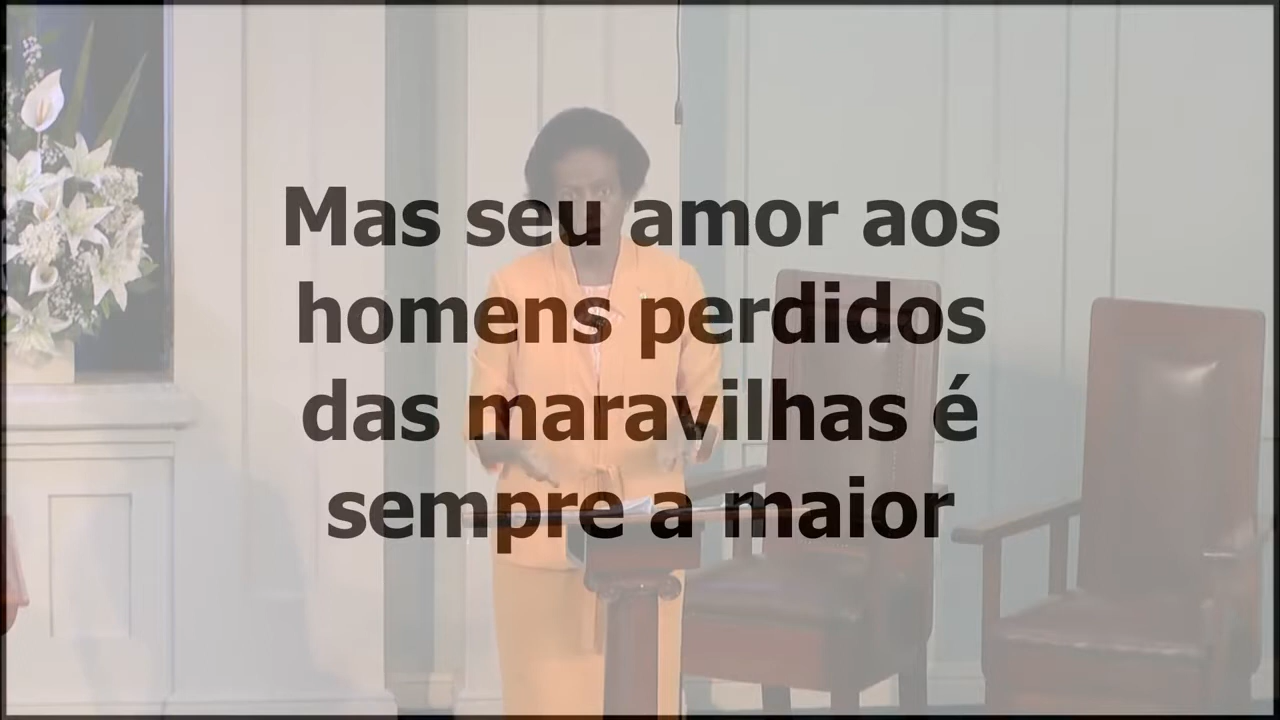 Mas seu amor aos
homens perdidos
das maravilhas é
sempre a maior